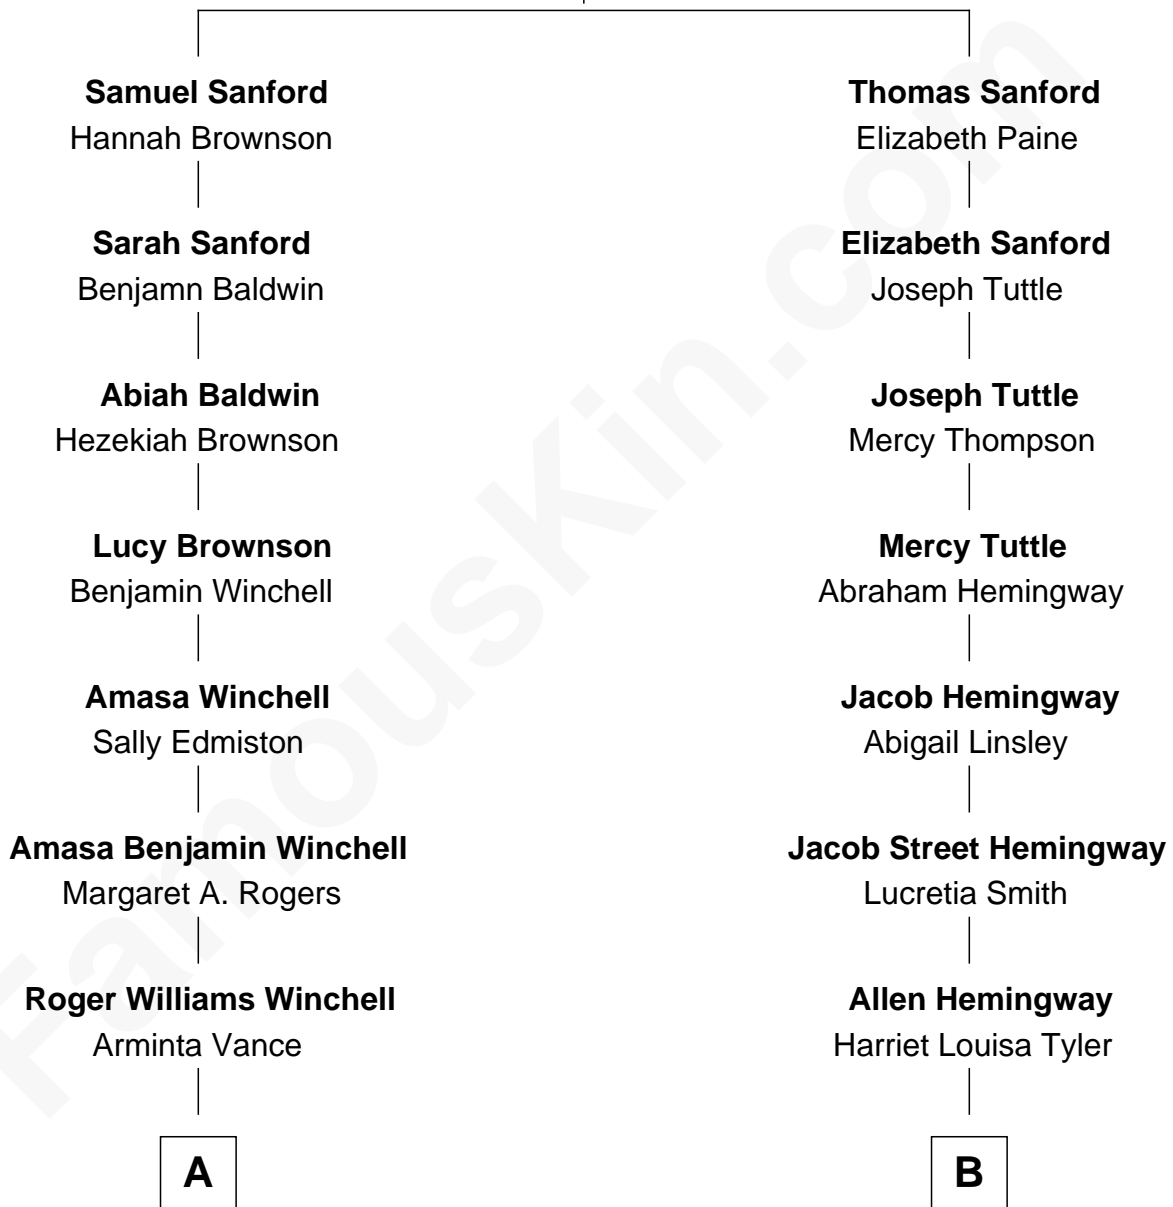 Samuel Sanford
Hannah Brownson
Sarah Sanford
Benjamn Baldwin
Abiah Baldwin
Hezekiah Brownson
Lucy Brownson
Benjamin Winchell
Amasa Winchell
Sally Edmiston
Amasa Benjamin Winchell
Margaret A. Rogers
Roger Williams Winchell
Arminta Vance
A
Thomas Sanford
Elizabeth Paine
Elizabeth Sanford
Joseph Tuttle
Joseph Tuttle
Mercy Thompson
Mercy Tuttle
Abraham Hemingway
Jacob Hemingway
Abigail Linsley
Jacob Street Hemingway
Lucretia Smith
Allen Hemingway
Harriet Louisa Tyler
B
FamousKin.com